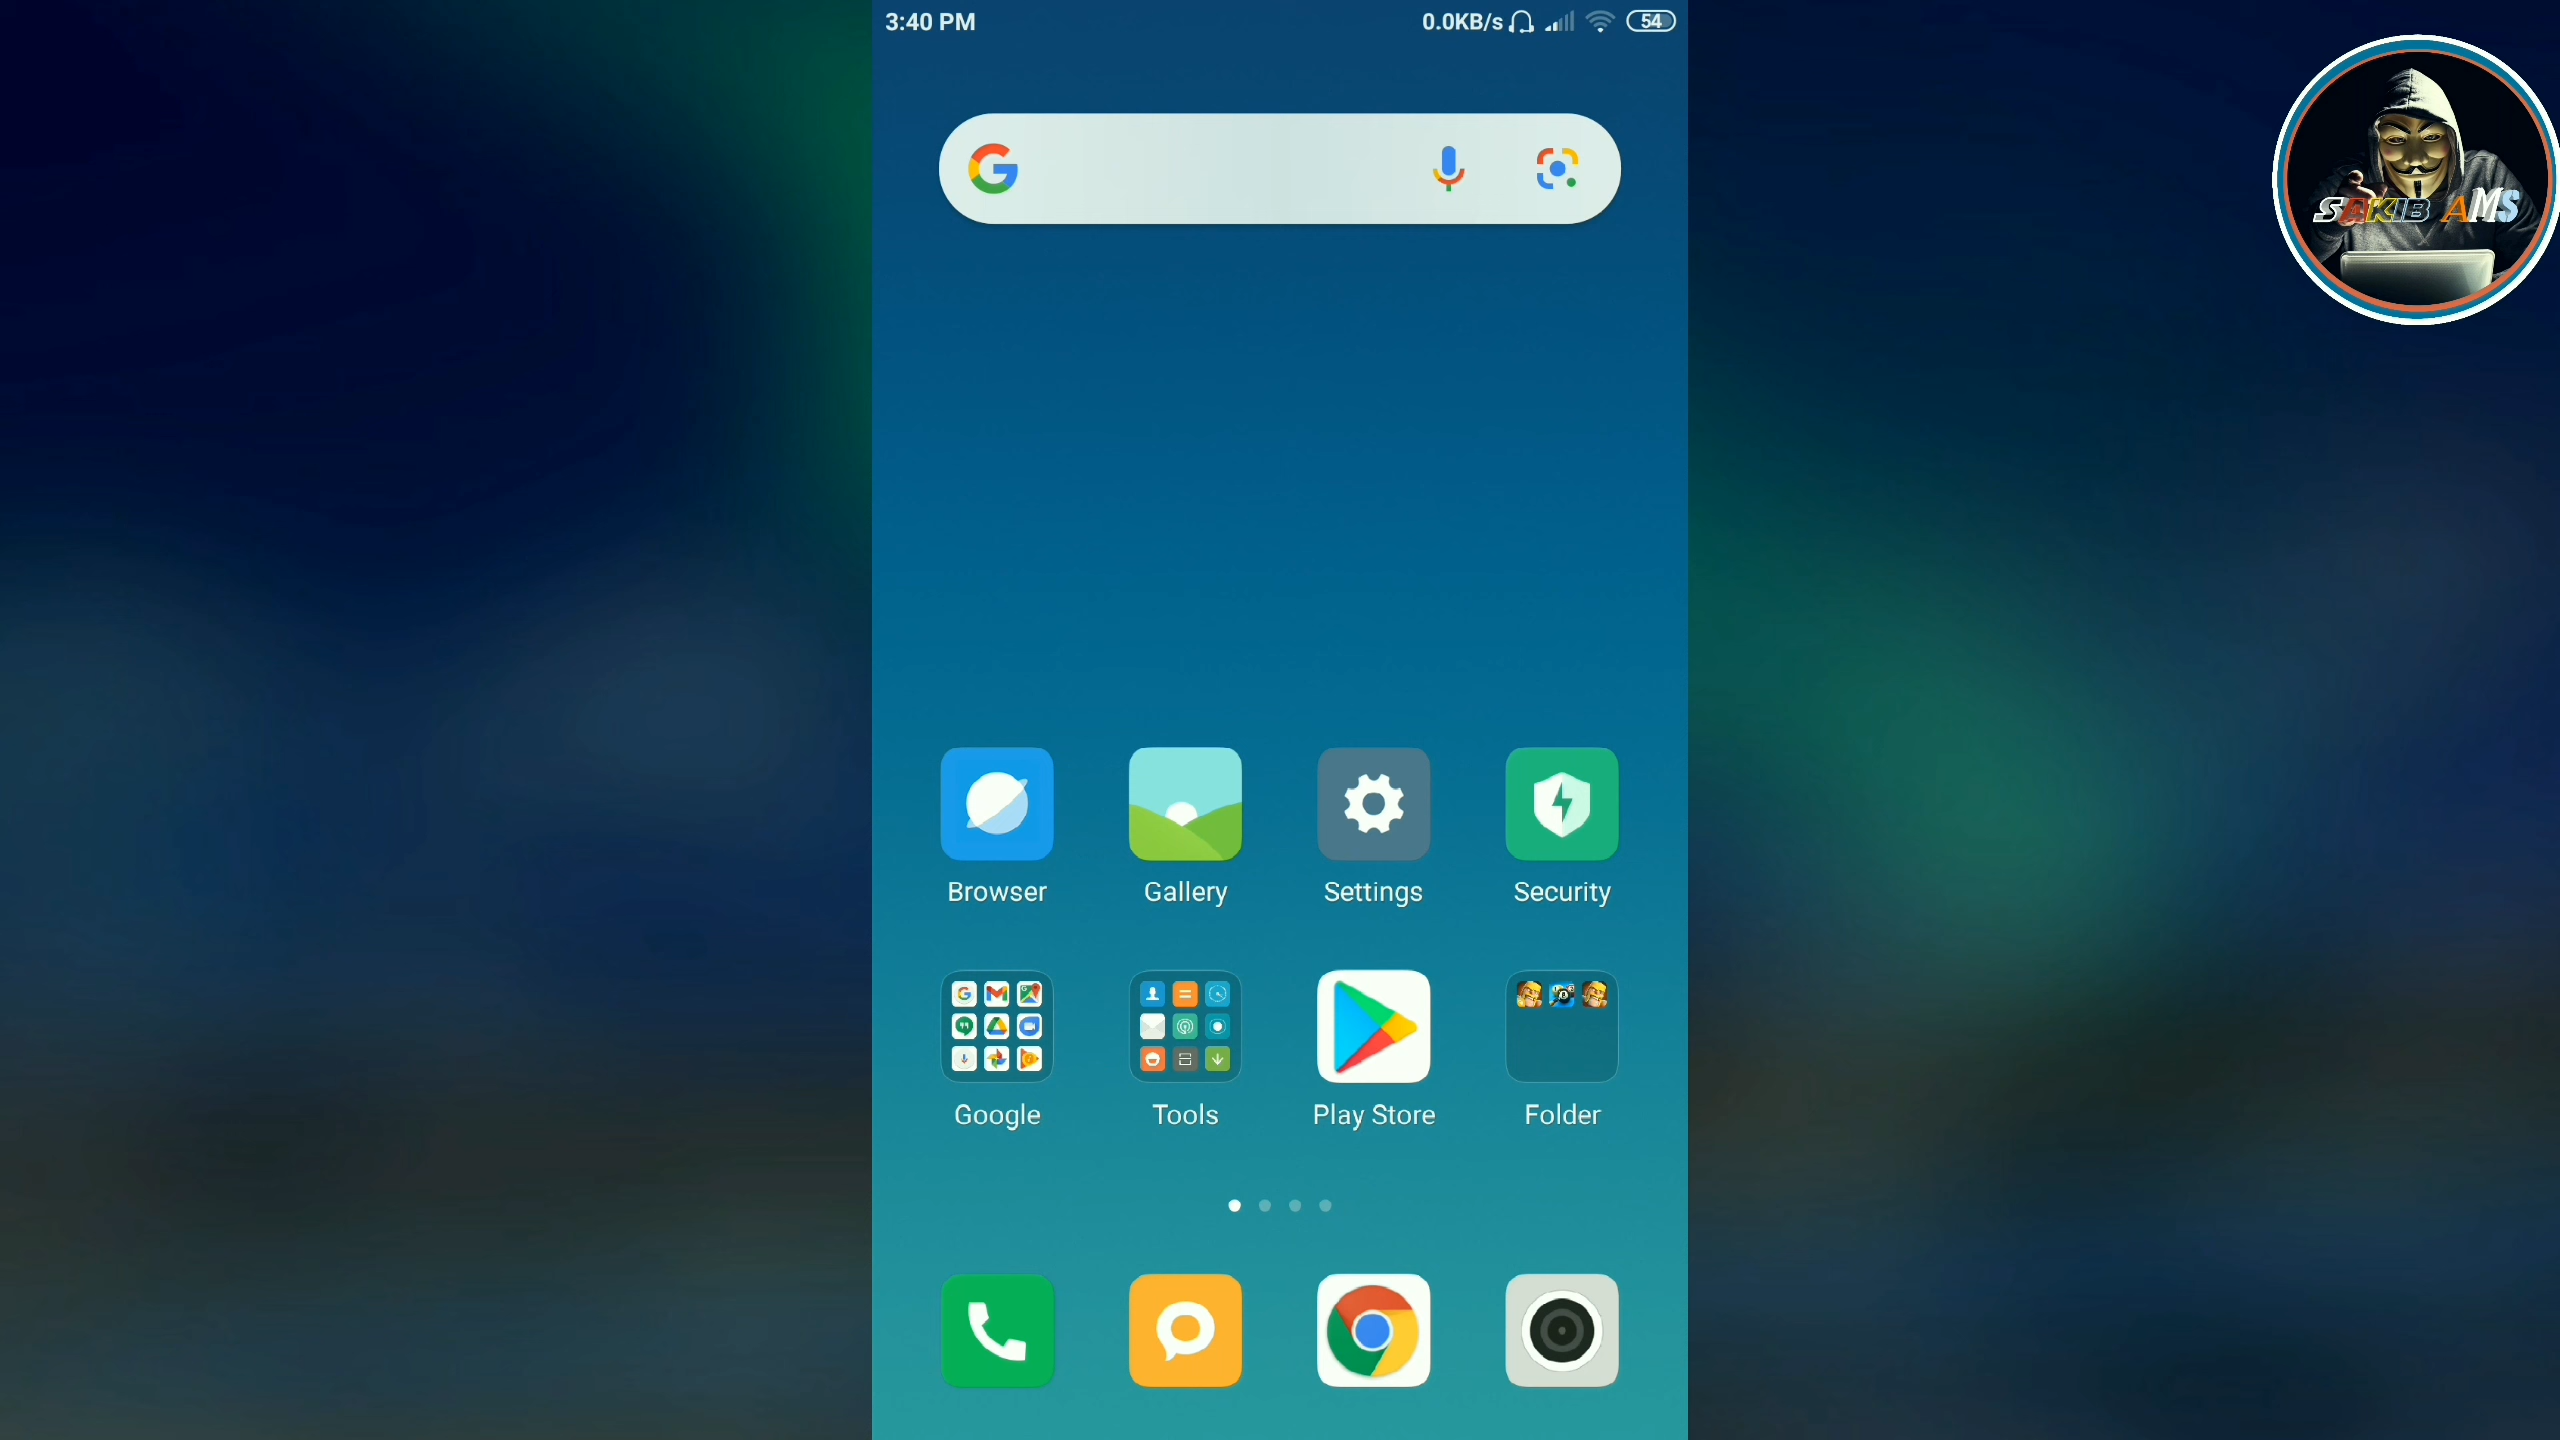 3:40 PM
0.0KB/s
54
SAKIB AMS
Browser
Gallery
Settings
Security
Google
Tools
Play Store
Folder